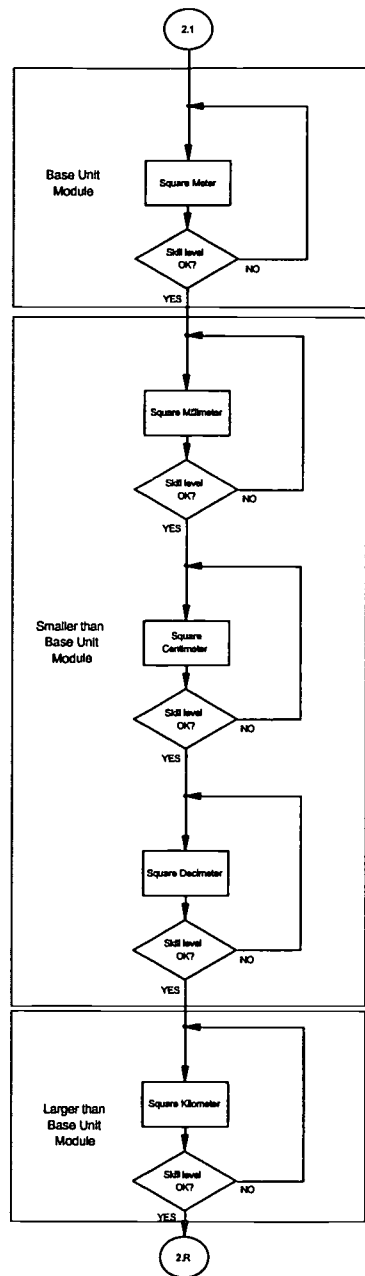 2.1
Base Unit
Module
Square Meter
Skill level
OK?
NO
YES
Square Millimeter
Skill level
OK?
NO
YES
Smaller than
Base Unit
Module
Square
Centimeter
Skill level
OK?
NO
YES
Square Decimeter
Skill level
OK?
NO
YES
Larger than
Base Unit
Module
Square Kilometer
Skill level
OK?
NO
YES
2.R